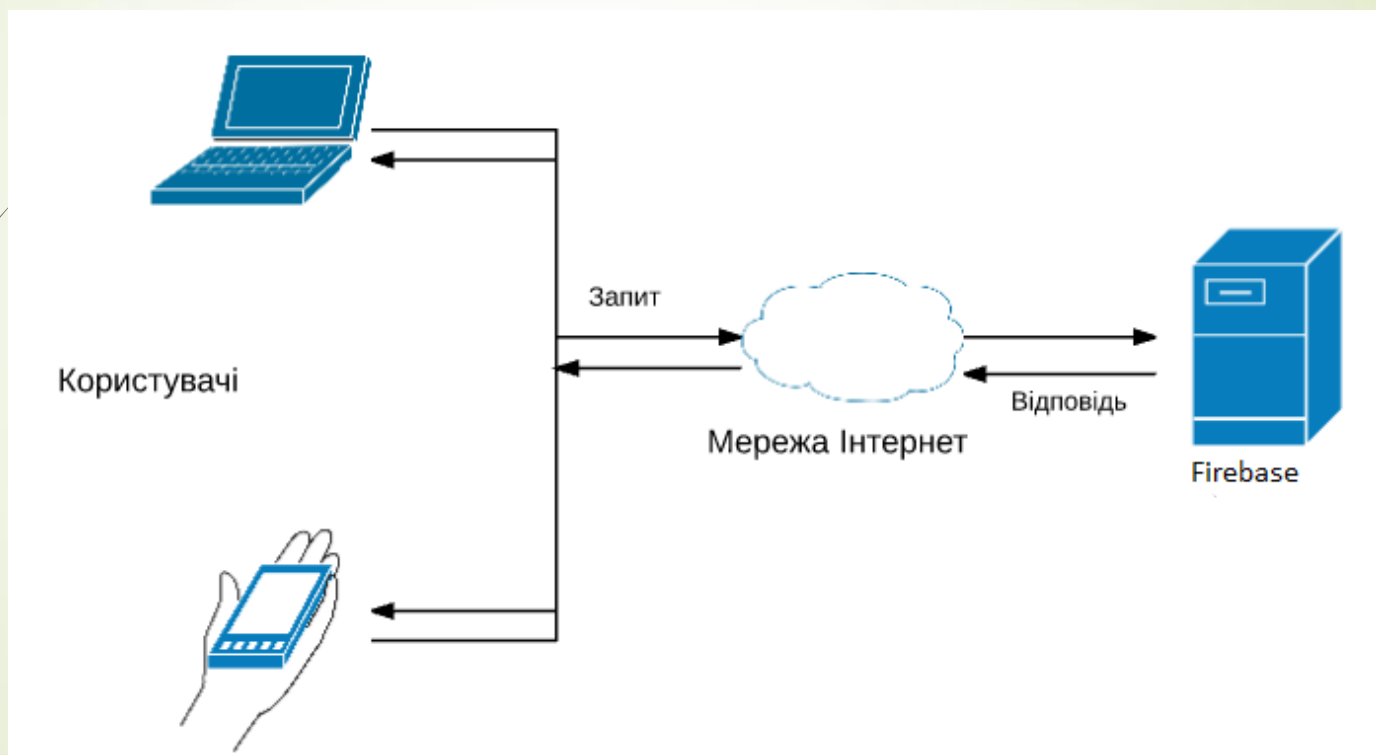 Запит
Користувачі
Відповідь
Мережа Інтернет
Firebase